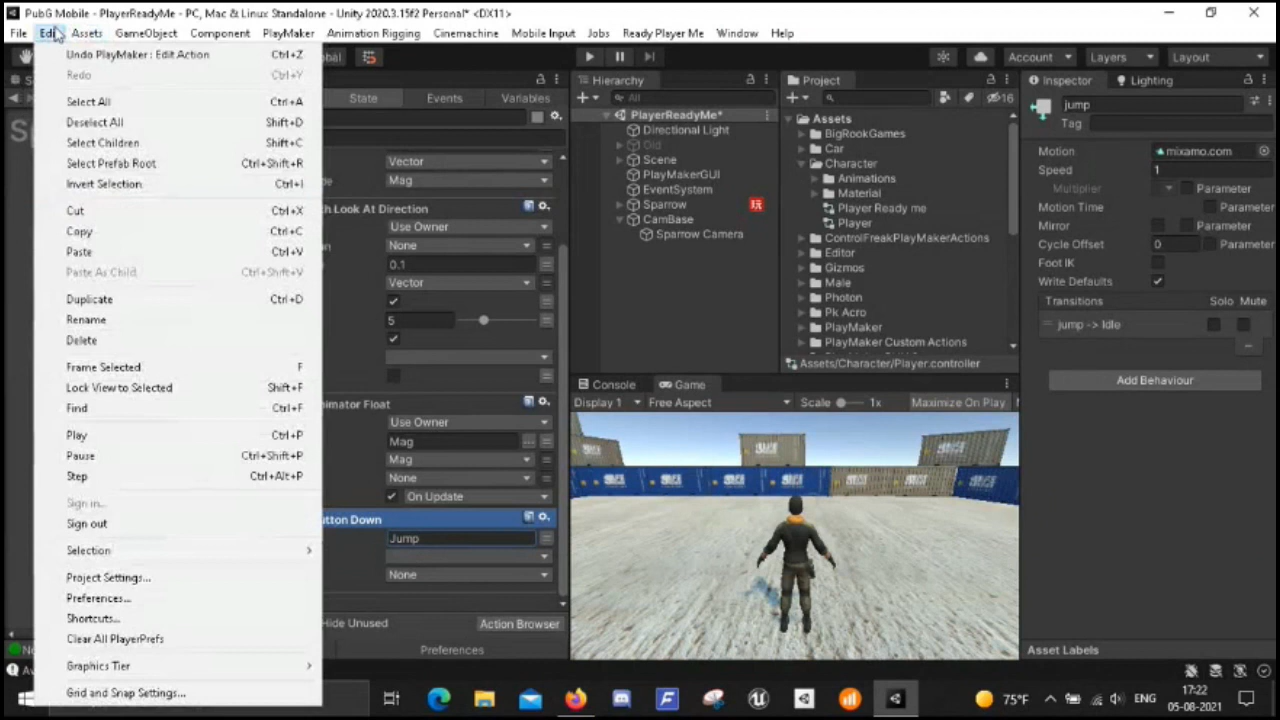 PubG Mobile - PlayerReadyMe - PC, Mac & Linux Standalone - Unity 2020.3.15f2 Personal* <DX11>
File Edit Assets GameObject Component PlayMaker Animation Rigging Cinemachine Mobile Input Jobs Ready Player Me Window Help
Account Layers Layout
Undo PlayMaker : Edit Action Ctrl+Z
Redo Ctrl+Y
Select All Ctrl+A
Deselect All Shift+D
Select Children Shift+C
Select Prefab Root Ctrl+Shift+R
Invert Selection Ctrl+I
Cut Ctrl+X
Copy Ctrl+C
Paste Ctrl+V
Paste As Child Ctrl+Shift+V
Duplicate Ctrl+D
Rename
Delete
Frame Selected F
Lock View to Selected Shift+F
Find Ctrl+F
Play Ctrl+P
Pause Ctrl+Shift+P
Step Ctrl+Alt+P
Sign in...
Sign out
Selection
Project Settings...
Preferences...
Shortcuts...
Clear All PlayerPrefs
Graphics Tier
Grid and Snap Settings...
State Events Variables
Vector
Mag
Look At Direction
Use Owner
None
0.1
Vector
5
nimator Float
Use Owner
Mag
Mag
None
On Update
utton Down
Jump
None
Hide Unused Action Browser
Preferences
Hierarchy
All
PlayerReadyMe*
Directional Light
Old
Scene
PlayMakerGUI
EventSystem
Sparrow
CamBase
Sparrow Camera
Project
16
Assets
BigRookGames
Car
Character
Animations
Material
Player Ready me
Player
ControlFreakPlayMakerActions
Editor
Gizmos
Male
Photon
Pk Acro
PlayMaker
PlayMaker Custom Actions
Assets/Character/Player.controller
Console Game
Display 1 Free Aspect Scale 1x Maximize On Play
Inspector Lighting
jump
Tag
Motion mixamo.com
Speed 1
Multiplier Parameter
Motion Time Parameter
Mirror Parameter
Cycle Offset 0 Parameter
Foot IK
Write Defaults
Transitions Solo Mute
jump -> Idle
Add Behaviour
Asset Labels
75°F ENG 17:22
05-08-2021